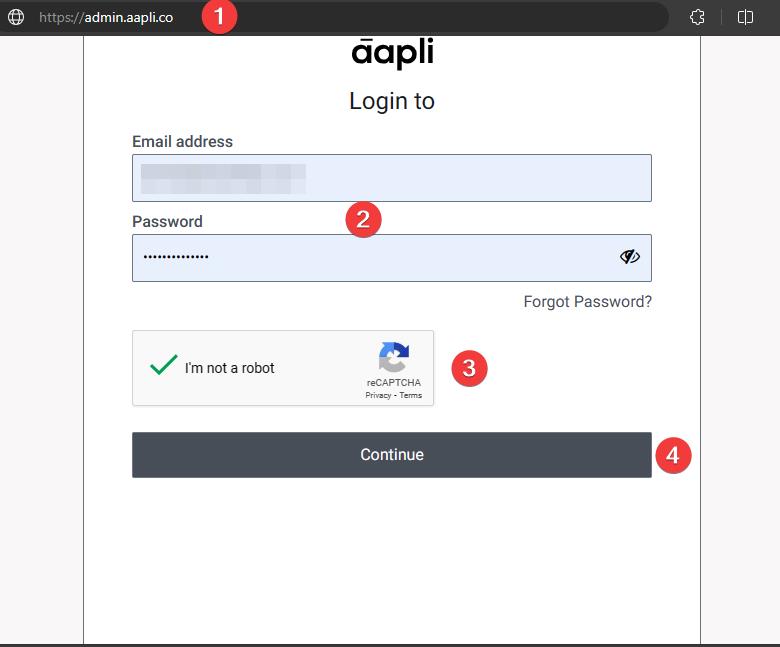 https://admin.aapli.co 1
āapli
Login to
Email address
Password 2
••••••••••••••
Forgot Password?
I'm not a robot
reCAPTCHA
Privacy - Terms
3
Continue 4